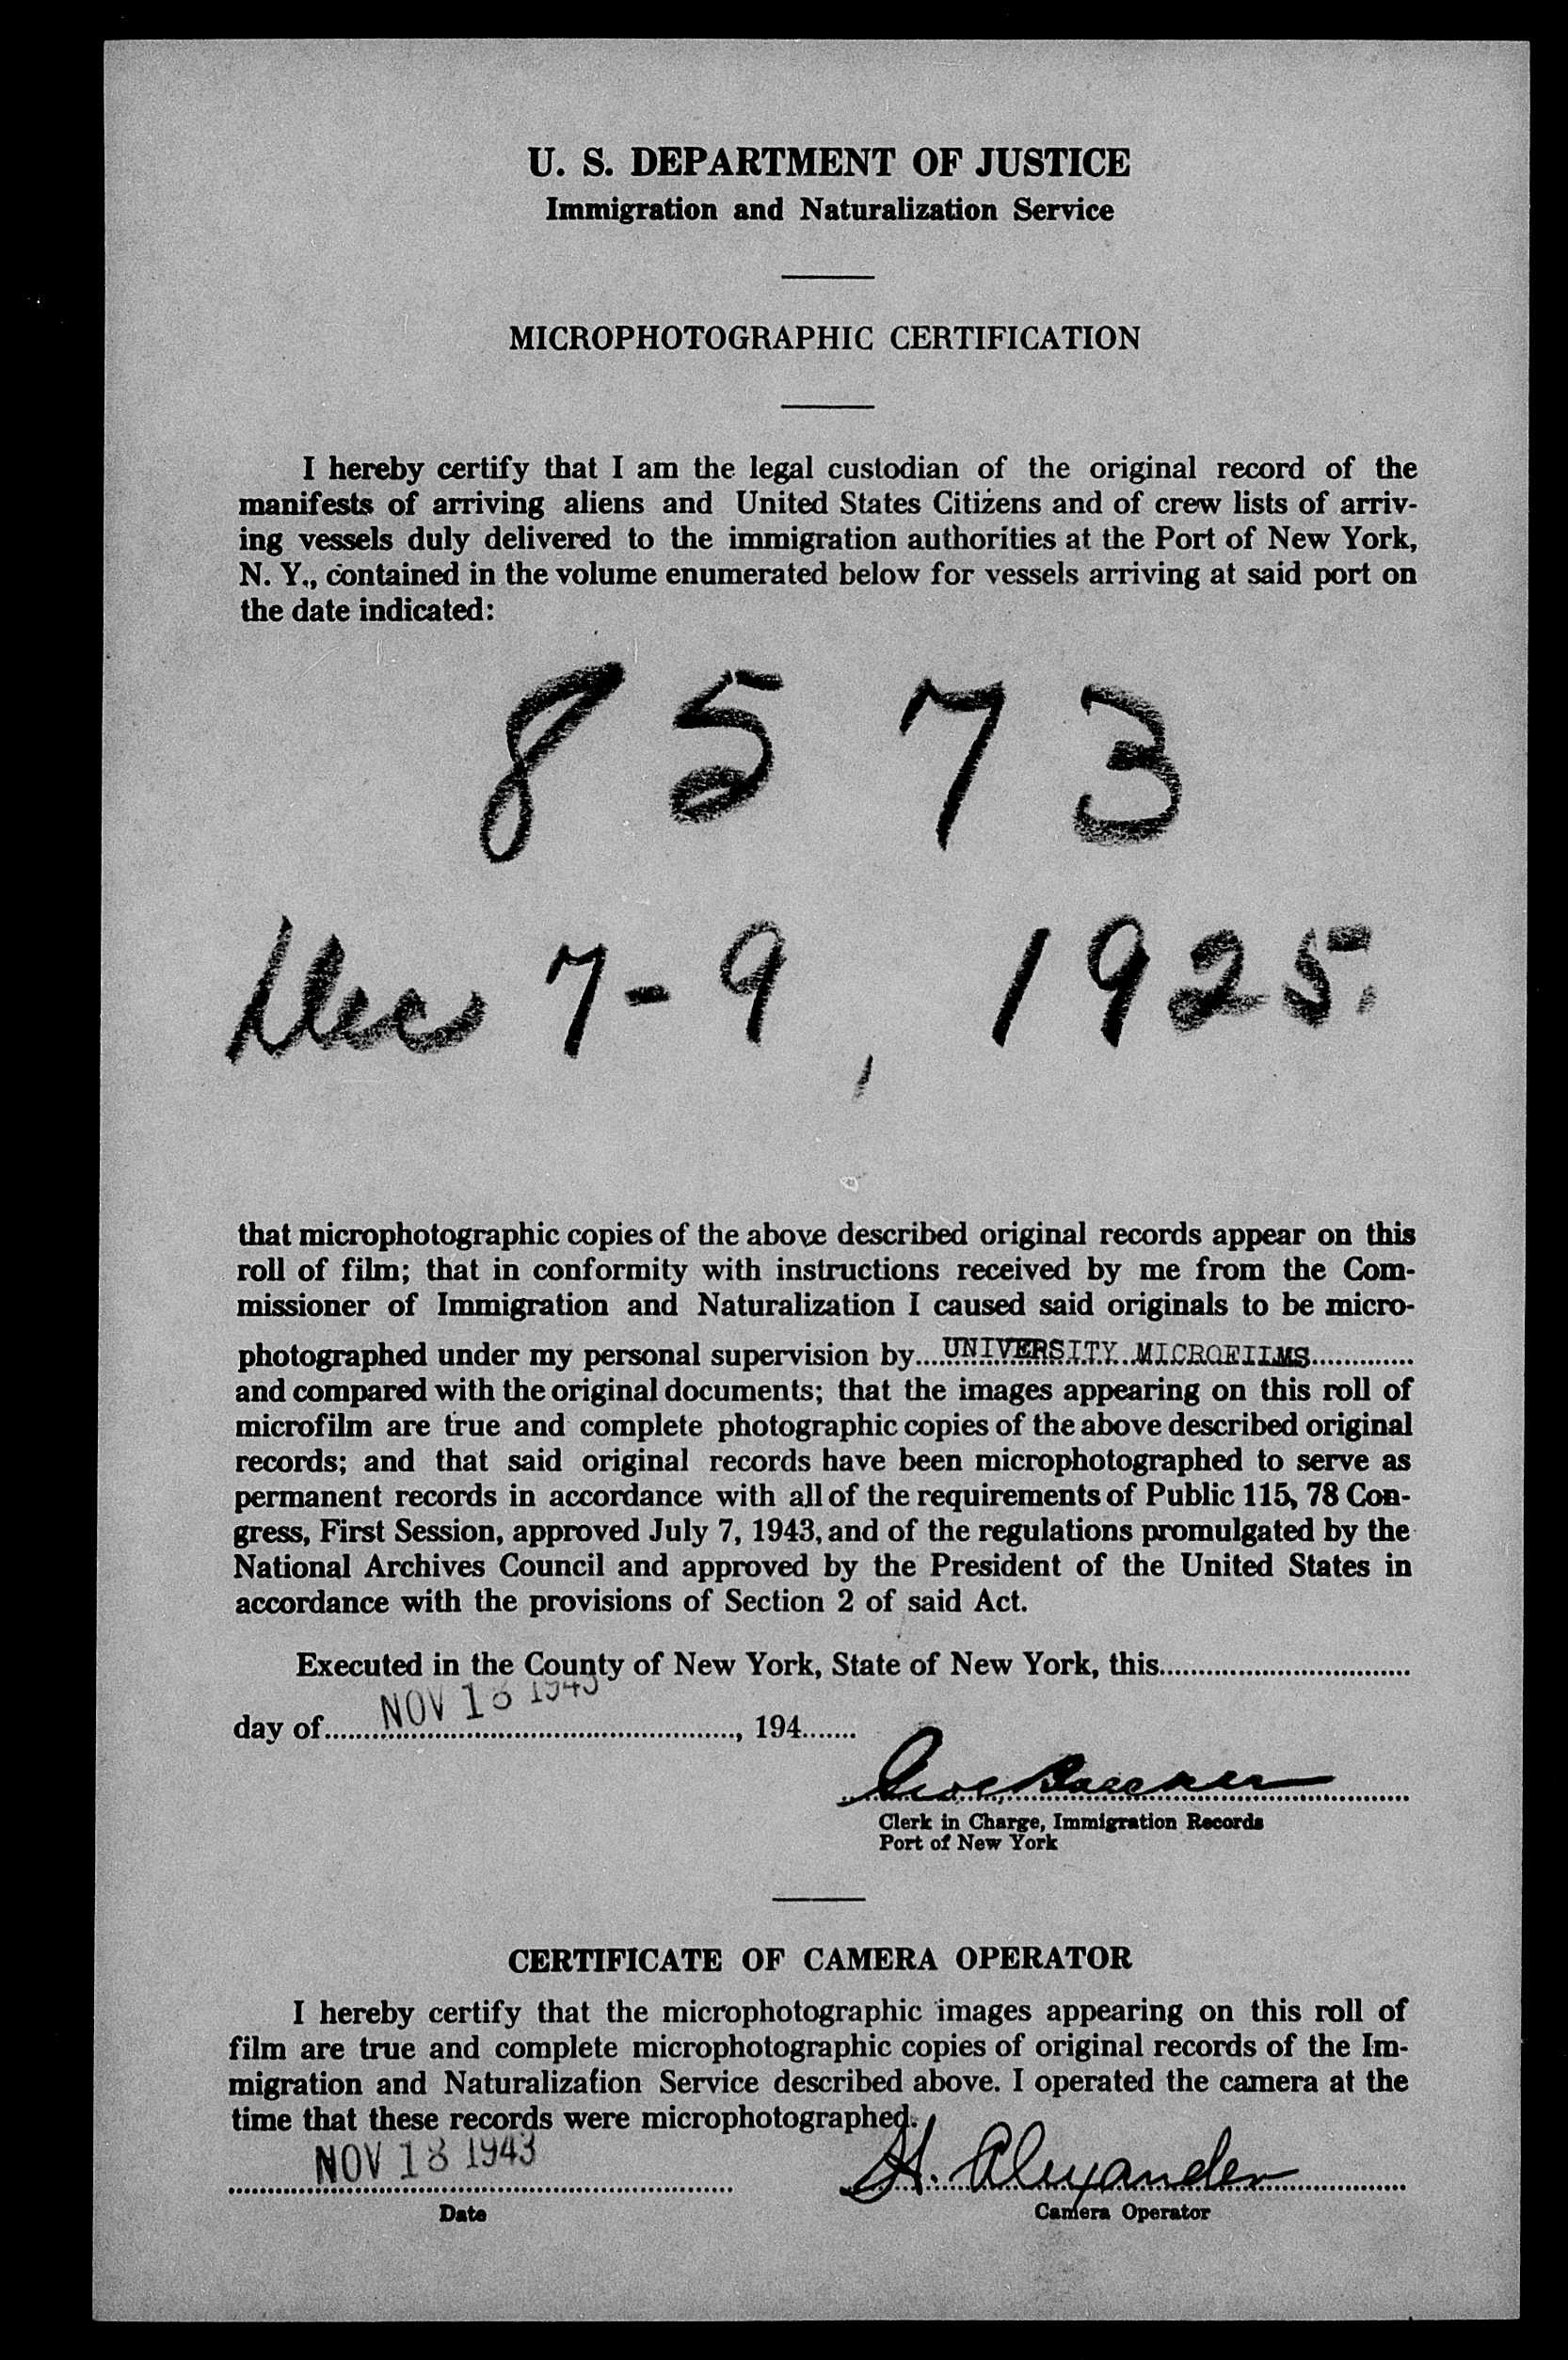 U. S. DEPARTMENT OF JUSTICE
Immigration and Naturalization Service
MICROPHOTOGRAPHIC CERTIFICATION
I hereby certify that I am the legal custodian of the original record of the
manifests of arriving aliens and United States Citizens and of crew lists of arriv-
ing vessels duly delivered to the immigration authorities at the Port of New York,
N. Y., contained in the volume enumerated below for vessels arriving at said port on
the date indicated:
8573
Dec 7-9, 1925.
that microphotographic copies of the above described original records appear on this
roll of film; that in conformity with instructions received by me from the Com-
missioner of Immigration and Naturalization I caused said originals to be micro-
photographed under my personal supervision by....UNIVERSITY MICROFILMS............
and compared with the original documents; that the images appearing on this roll of
microfilm are true and complete photographic copies of the above described original
records; and that said original records have been microphotographed to serve as
permanent records in accordance with all of the requirements of Public 115, 78 Con-
gress, First Session, approved July 7, 1943, and of the regulations promulgated by the
National Archives Council and approved by the President of the United States in
accordance with the provisions of Section 2 of said Act.
Executed in the County of New York, State of New York, this................................
day of NOV 18 1943, 194.......
Clerk in Charge, Immigration Records
Port of New York
CERTIFICATE OF CAMERA OPERATOR
I hereby certify that the microphotographic images appearing on this roll of
film are true and complete microphotographic copies of original records of the Im-
migration and Naturalization Service described above. I operated the camera at the
time that these records were microphotographed.
NOV 18 1943 H. Alexander
Date Camera Operator